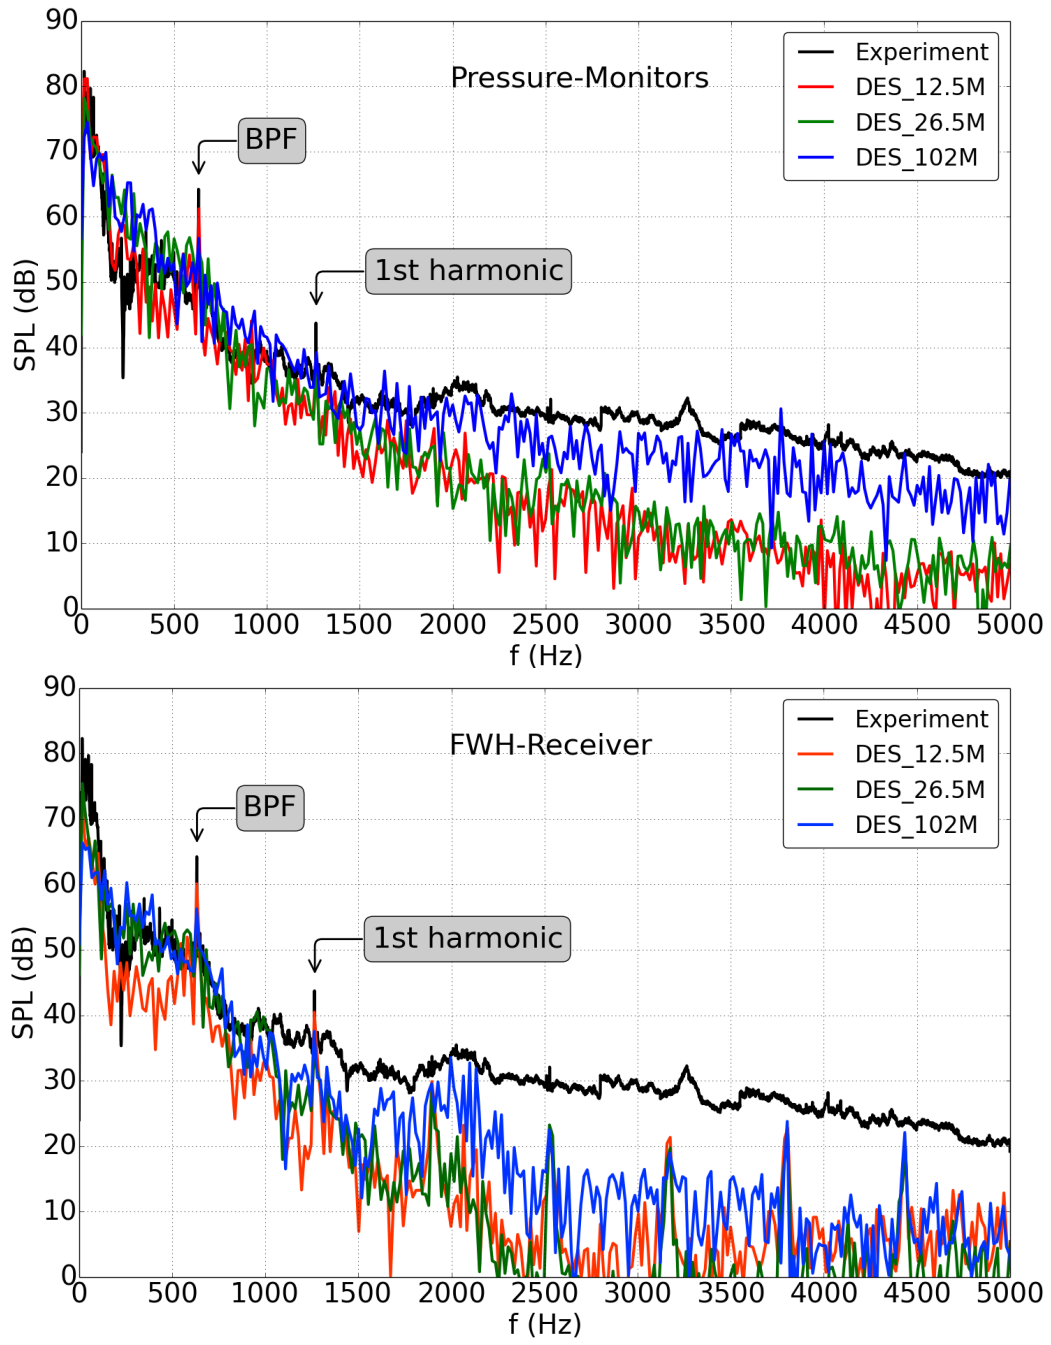 90
80
70
60
50
40
30
20
10
0
SPL (dB)
Pressure-Monitors
BPF
1st harmonic
Experiment
DES_12.5M
DES_26.5M
DES_102M
0 500 1000 1500 2000 2500 3000 3500 4000 4500 5000
f (Hz)
90
80
70
60
50
40
30
20
10
0
SPL (dB)
FWH-Receiver
BPF
1st harmonic
Experiment
DES_12.5M
DES_26.5M
DES_102M
0 500 1000 1500 2000 2500 3000 3500 4000 4500 5000
f (Hz)